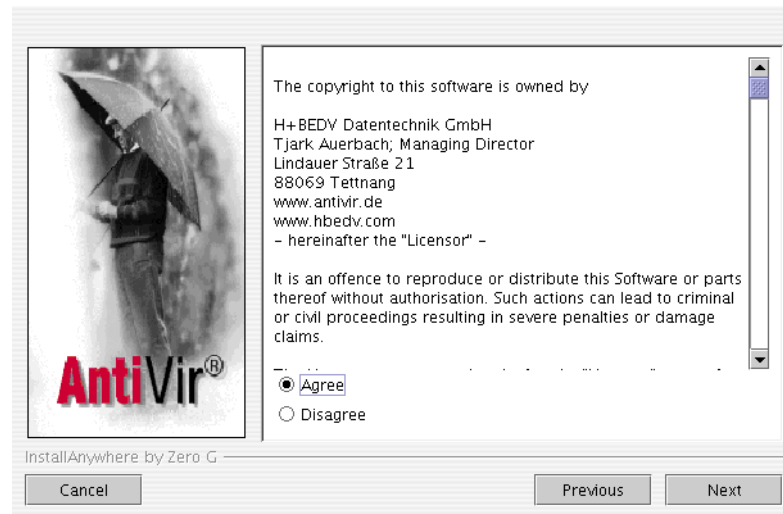 The copyright to this software is owned by
H+BEDV Datentechnik GmbH
Tjark Auerbach; Managing Director
Lindauer Straße 21
88069 Tettnang
www.antivir.de
www.hbedv.com
– hereinafter the "Licensor" –
It is an offence to reproduce or distribute this Software or parts
thereof without authorisation. Such actions can lead to criminal
or civil proceedings resulting in severe penalties or damage
claims.
AntiVir®
Agree
Disagree
InstallAnywhere by Zero G
Cancel
Previous
Next